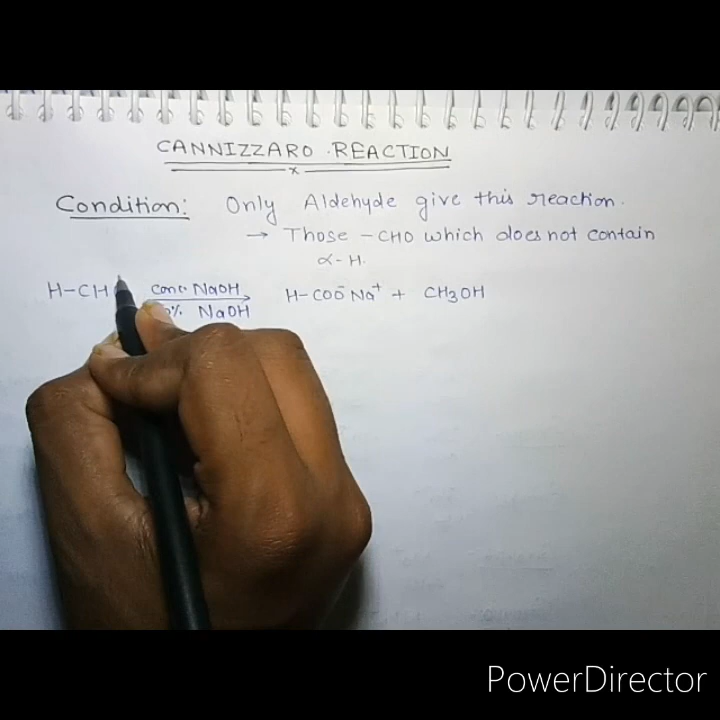 CANNIZZARO REACTION
x
Condition: Only Aldehyde give this reaction.
→ Those -CHO which does not contain
α-H.
H-CH conc. NaOH H-COO⁻Na⁺ + CH₃OH
% NaOH
PowerDirector